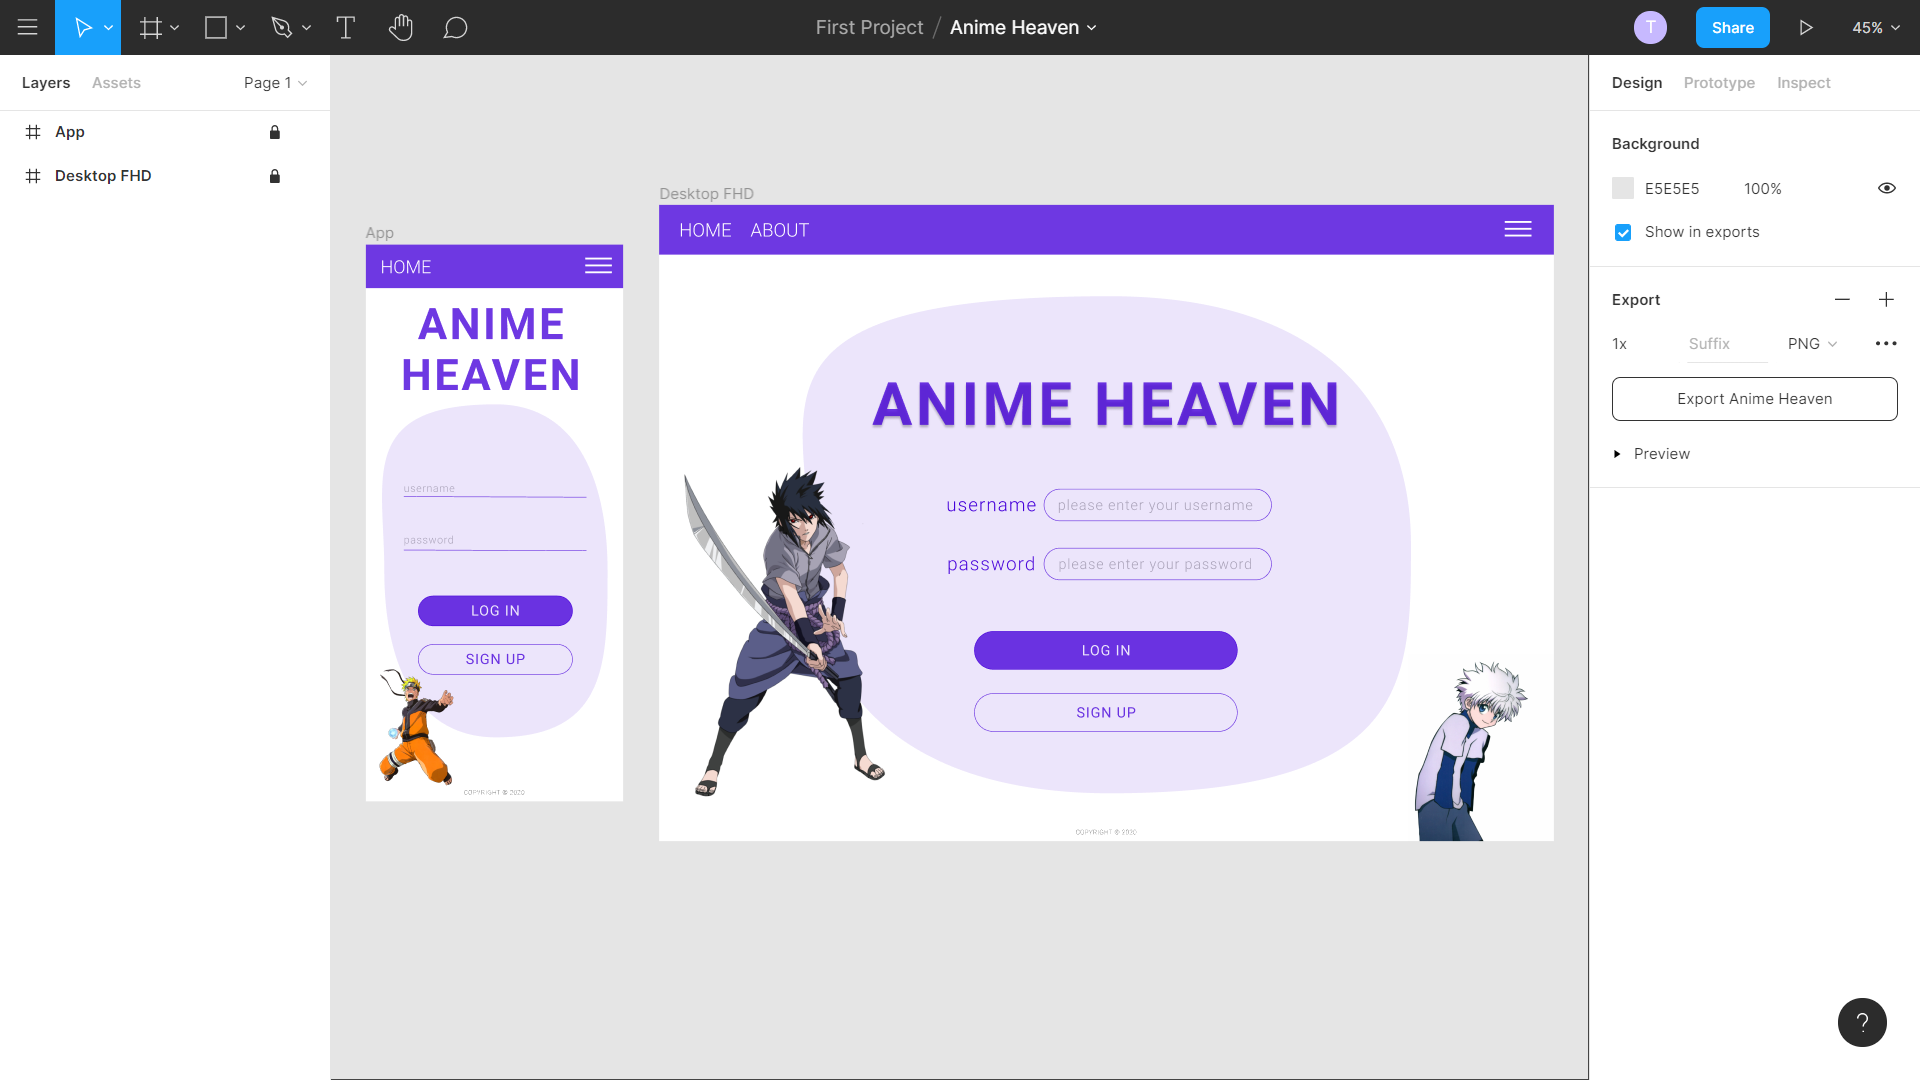 First Project / Anime Heaven
T
Share
45%
Layers
Assets
Page 1
App
Desktop FHD
App
HOME
ANIME
HEAVEN
username
password
LOG IN
SIGN UP
COPYRIGHT © 2020
Desktop FHD
HOME ABOUT
ANIME HEAVEN
username please enter your username
password please enter your password
LOG IN
SIGN UP
COPYRIGHT © 2020
Design
Prototype
Inspect
Background
E5E5E5 100%
Show in exports
Export
1x Suffix PNG
Export Anime Heaven
Preview
?